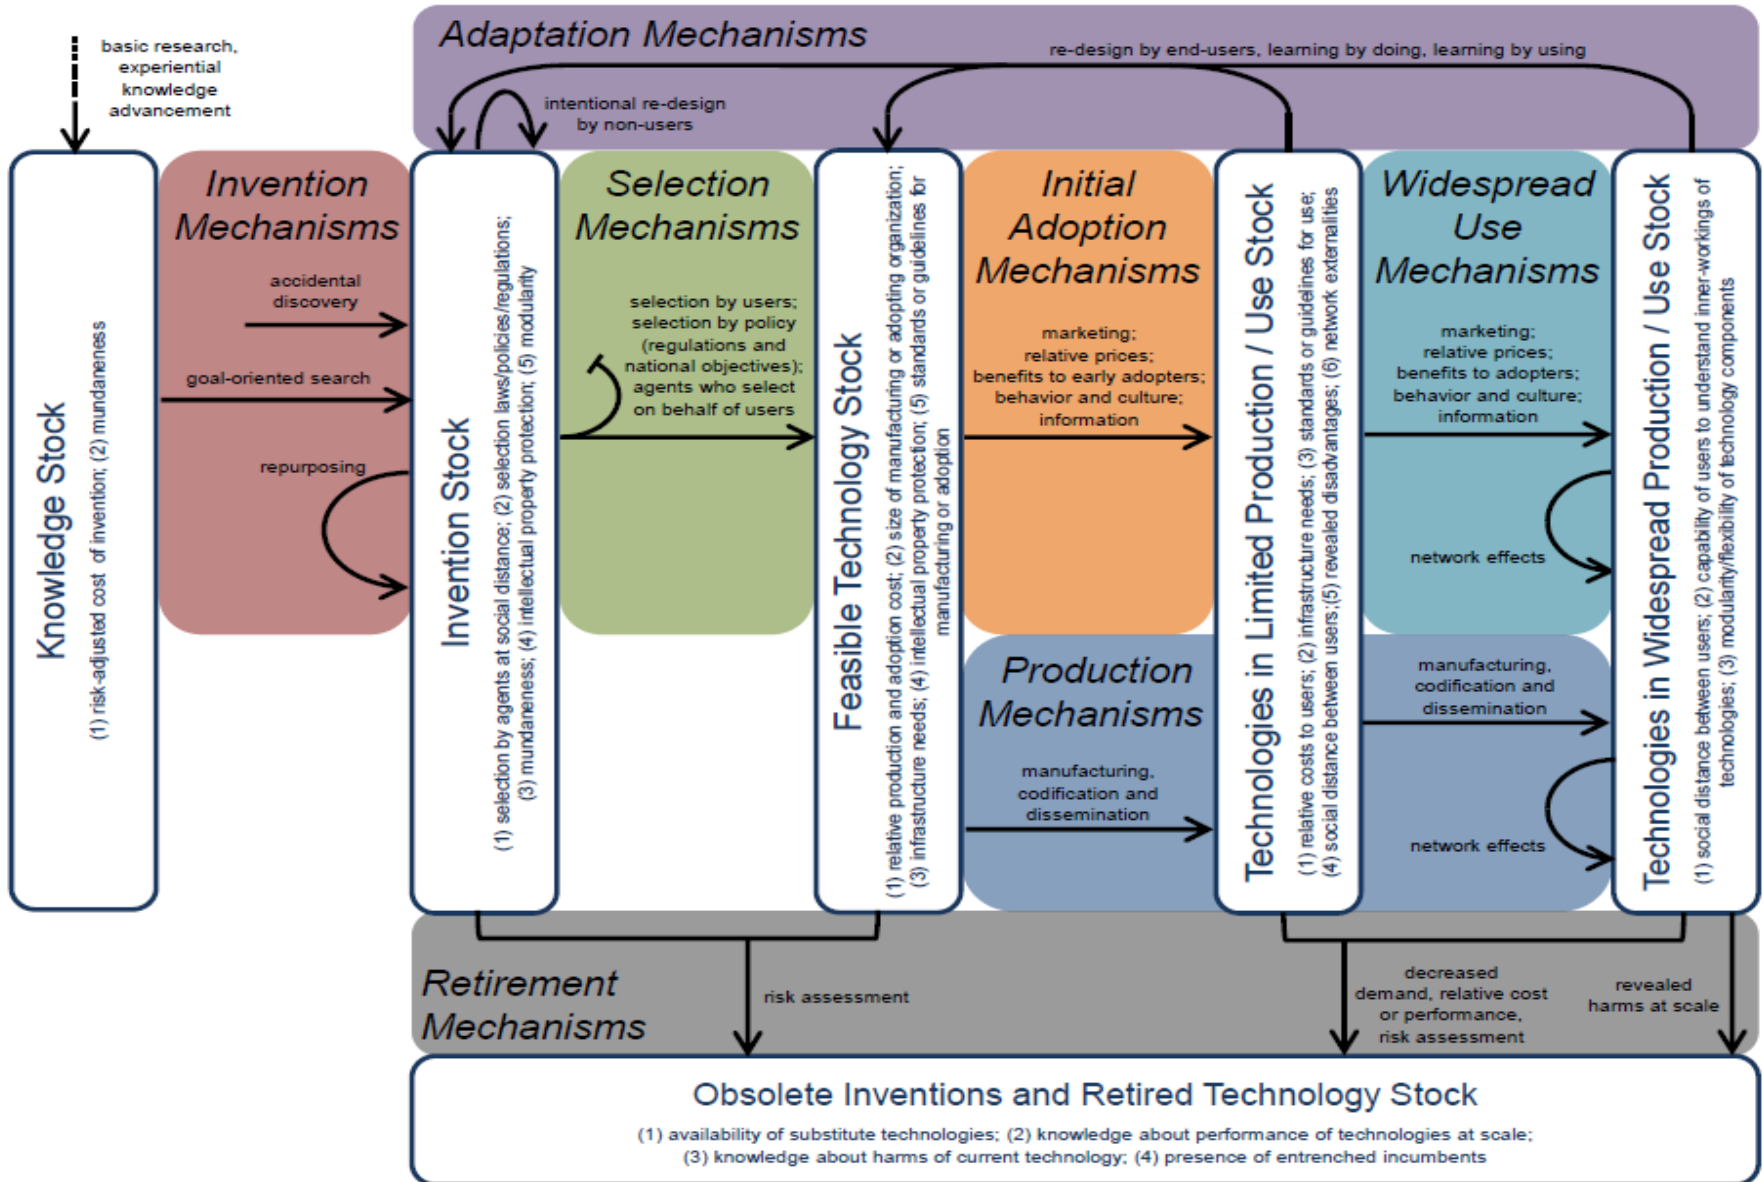 Adaptation Mechanisms
re-design by end-users, learning by doing, learning by using
basic research,
experiential
knowledge
advancement
intentional re-design
by non-users
Knowledge Stock
(1) risk-adjusted cost of invention; (2) mundaneness
Invention
Mechanisms
accidental
discovery
goal-oriented search
repurposing
Invention Stock
(1) selection by agents at social distance; (2) selection laws/policies/regulations;
(3) mundaneness; (4) intellectual property protection; (5) modularity
Selection
Mechanisms
selection by users;
selection by policy
(regulations and
national objectives);
agents who select
on behalf of users
Feasible Technology Stock
(1) relative production and adoption cost; (2) size of manufacturing or adopting organization;
(3) infrastructure needs; (4) intellectual property protection; (5) standards or guidelines for
manufacturing or adoption
Initial
Adoption
Mechanisms
marketing;
relative prices;
benefits to early adopters;
behavior and culture;
information
Production
Mechanisms
manufacturing,
codification and
dissemination
Technologies in Limited Production / Use Stock
(1) relative costs to users; (2) infrastructure needs; (3) standards or guidelines for use;
(4) social distance between users;(5) revealed disadvantages; (6) network externalities
Widespread
Use
Mechanisms
marketing;
relative prices;
benefits to adopters;
behavior and culture;
information
network effects
manufacturing,
codification and
dissemination
network effects
Technologies in Widespread Production / Use Stock
(1) social distance between users; (2) capability of users to understand inner-workings of
technologies; (3) modularity/flexibility of technology components
Retirement
Mechanisms
risk assessment
decreased
demand, relative cost
or performance,
risk assessment
revealed
harms at scale
Obsolete Inventions and Retired Technology Stock
(1) availability of substitute technologies; (2) knowledge about performance of technologies at scale;
(3) knowledge about harms of current technology; (4) presence of entrenched incumbents